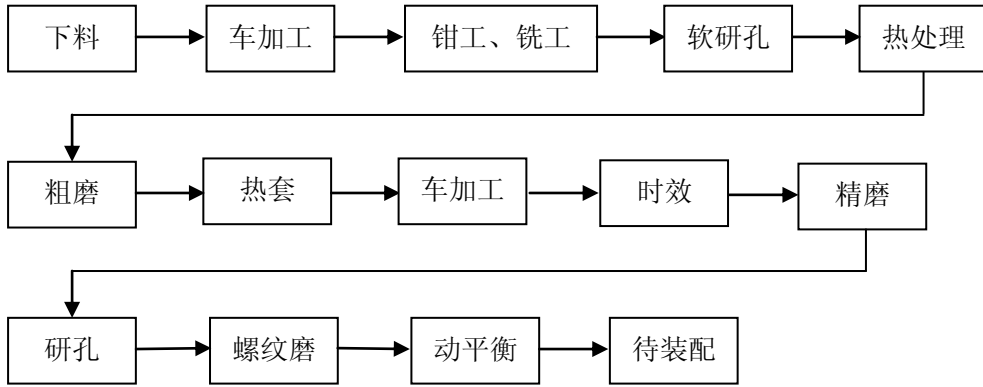 下料 车加工 钳工、铣工 软研孔 热处理
粗磨 热套 车加工 时效 精磨
研孔 螺纹磨 动平衡 待装配